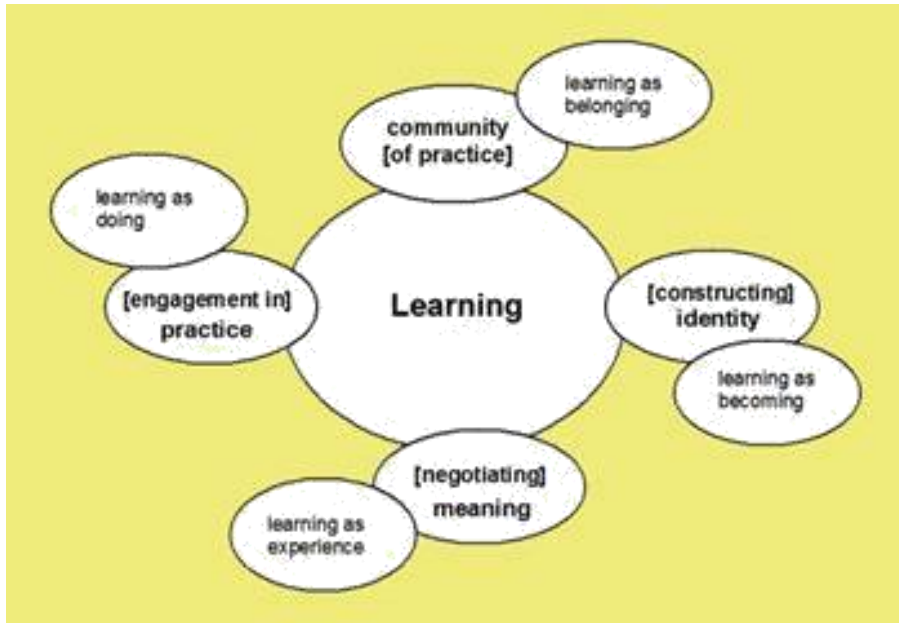 learning as
belonging
community
[of practice]
learning as
doing
[engagement in]
practice
Learning
[constructing]
identity
learning as
becoming
[negotiating]
meaning
learning as
experience